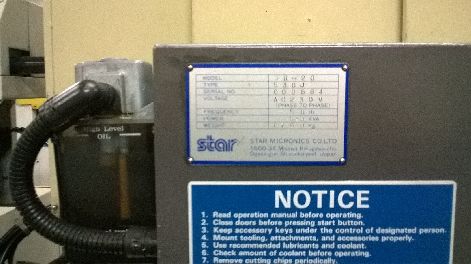 High Level
OIL
MODEL
TYPE
SERIAL NO.
VOLTAGE AC230V
(PHASE TO PHASE)
FREQUENCY
POWER KVA
WEIGHT
star
STAR MICRONICS CO.LTD
NOTICE
1. Read operation manual before operating.
2. Close doors before pressing start button.
3. Keep accessory keys under the control of designated person.
4. Mount tooling, attachments, and accessories properly.
5. Use recommended lubricants and coolant.
6. Check amount of coolant before operating.
7. Remove cutting chips periodically.